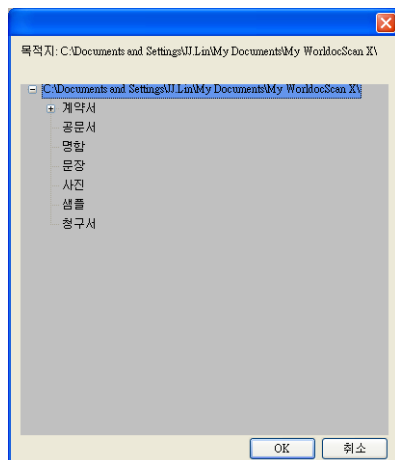 목적지: C:\Documents and Settings\JJ.Lin\My Documents\My WorldocScan X\
C:\Documents and Settings\JJ.Lin\My Documents\My WorldocScan X\
계약서
공문서
명함
문장
사진
샘플
청구서
OK
취소